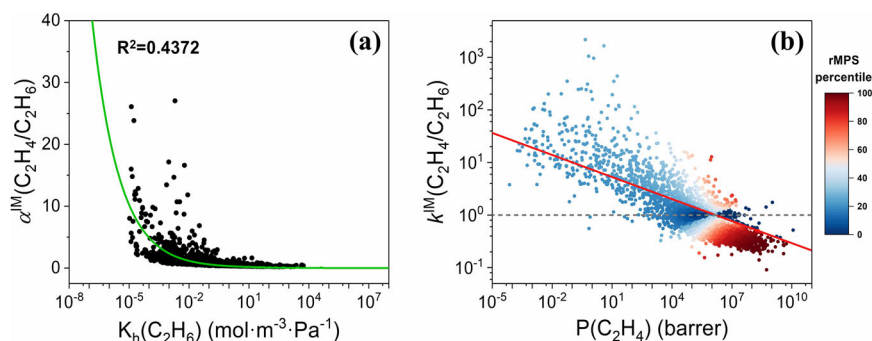 40
30
20
10
0
α^IM(C₂H₄/C₂H₆)
R²=0.4372
(a)
10⁻⁸ 10⁻⁵ 10⁻² 10¹ 10⁴ 10⁷
K_h(C₂H₆) (mol·m⁻³·Pa⁻¹)
10³
10²
10¹
10⁰
10⁻¹
k^IM(C₂H₄/C₂H₆)
(b)
10⁻⁵ 10⁻² 10¹ 10⁴ 10⁷ 10¹⁰
P(C₂H₄) (barrer)
rMPS
percentile
100
80
60
40
20
0